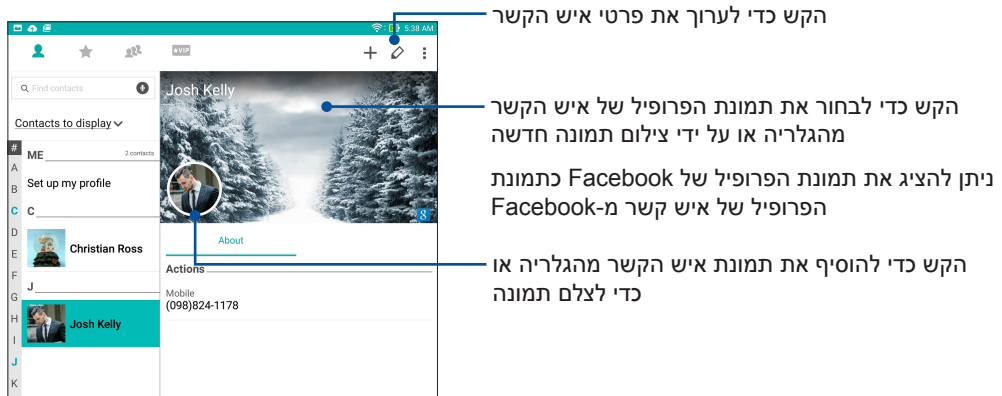 5:38 AM
VIP
Find contacts
Contacts to display
#
A
B
C
D
E
F
G
H
I
J
K
ME
2 contacts
Set up my profile
C
Christian Ross
J
Josh Kelly
Josh Kelly
8
About
Actions
Mobile
(098)824-1178
הקש כדי לערוך את פרטי איש הקשר
הקש כדי לבחור את תמונת הפרופיל של איש הקשר
מהגלריה או על ידי צילום תמונה חדשה
ניתן להציג את תמונת הפרופיל של Facebook כתמונת
הפרופיל של איש קשר מ-Facebook
הקש כדי להוסיף את תמונת איש הקשר מהגלריה או
כדי לצלם תמונה